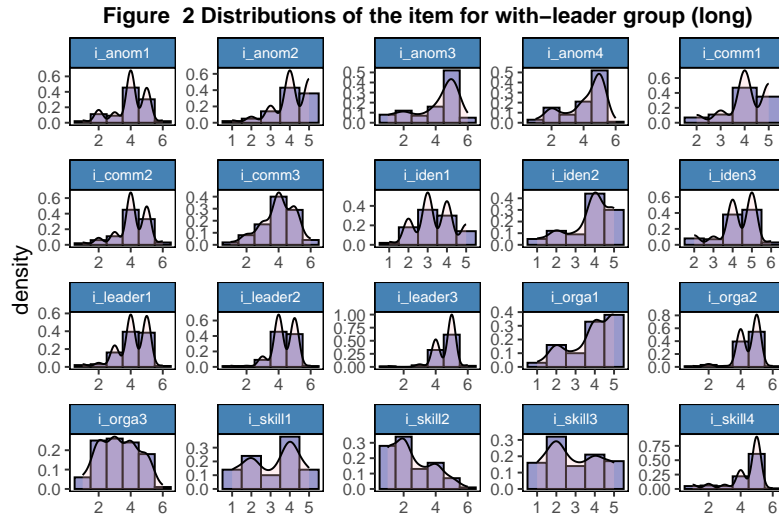 Figure  2 Distributions of the item for with−leader group (long)
i_anom1 i_anom2 i_anom3 i_anom4 i_comm1
0.6 0.4 0.2 0.0 0.6 0.4 0.2 0.0 0.5 0.4 0.3 0.2 0.1 0.0 0.5 0.4 0.3 0.2 0.1 0.0 0.6 0.4 0.2 0.0
2 4 6 1 2 3 4 5 2 4 6 2 4 6 2 3 4 5
i_comm2 i_comm3 i_iden1 i_iden2 i_iden3
0.6 0.4 0.2 0.0 0.4 0.3 0.2 0.1 0.0 0.4 0.2 0.0 0.4 0.3 0.2 0.1 0.0 0.6 0.4 0.2 0.0
2 4 6 2 4 6 1 2 3 4 5 1 2 3 4 5 2 3 4 5 6
density
i_leader1 i_leader2 i_leader3 i_orga1 i_orga2
0.6 0.4 0.2 0.0 0.6 0.4 0.2 0.0 1.00 0.75 0.50 0.25 0.00 0.4 0.2 0.0 0.8 0.6 0.4 0.2 0.0
2 4 6 2 4 6 2 4 6 1 2 3 4 5 2 4 6
i_orga3 i_skill1 i_skill2 i_skill3 i_skill4
0.2 0.1 0.0 0.3 0.2 0.1 0.0 0.3 0.2 0.1 0.0 0.3 0.2 0.1 0.0 0.75 0.50 0.25 0.00
2 4 6 1 2 3 4 5 2 4 6 1 2 3 4 5 2 4 6